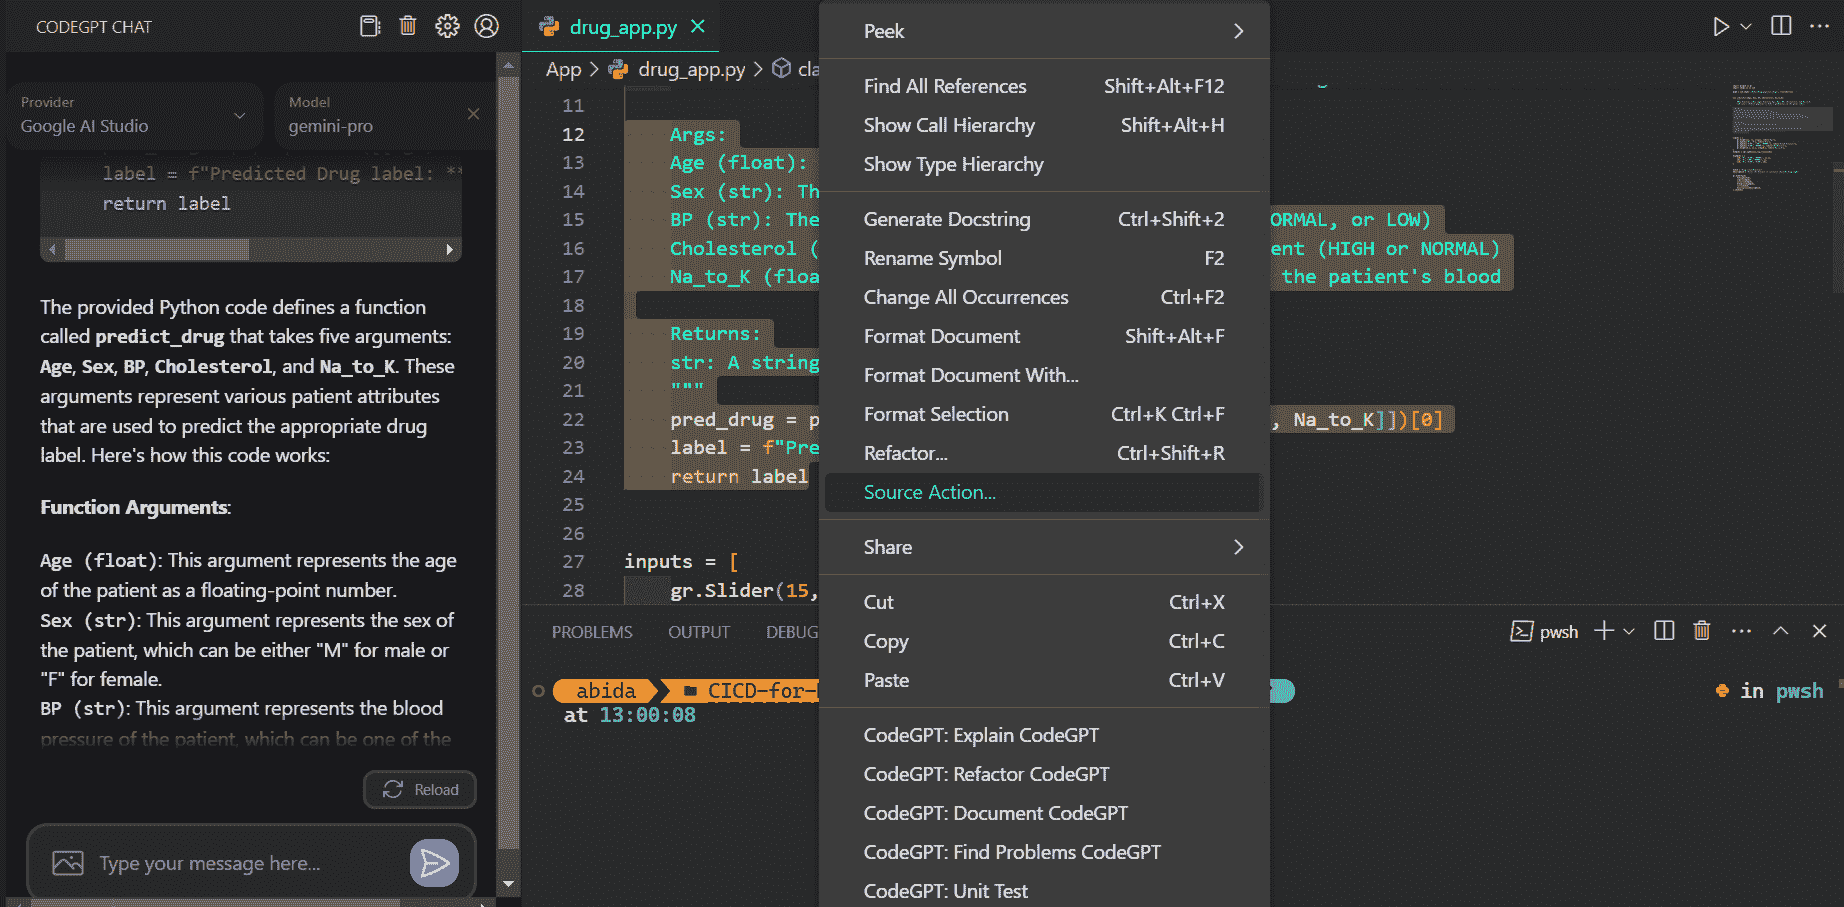 CODEGPT CHAT
Provider
Google AI Studio
Model
gemini-pro
label = f"Predicted Drug label: **
return label
The provided Python code defines a function
called predict_drug that takes five arguments:
Age, Sex, BP, Cholesterol, and Na_to_K. These
arguments represent various patient attributes
that are used to predict the appropriate drug
label. Here's how this code works:
Function Arguments:
Age (float): This argument represents the age
of the patient as a floating-point number.
Sex (str): This argument represents the sex of
the patient, which can be either "M" for male or
"F" for female.
BP (str): This argument represents the blood
pressure of the patient, which can be one of the
Reload
Type your message here...
drug_app.py
App > drug_app.py > cla
11
12 Args:
13 Age (float):
14 Sex (str): Th
15 BP (str): The ORMAL, or LOW)
16 Cholesterol ( ent (HIGH or NORMAL)
17 Na_to_K (floa the patient's blood
18
19 Returns:
20 str: A string
21 """
22 pred_drug = p , Na_to_K]])[0]
23 label = f"Pre
24 return label
25
26
27 inputs = [
28 gr.Slider(15,
Peek
Find All References Shift+Alt+F12
Show Call Hierarchy Shift+Alt+H
Show Type Hierarchy
Generate Docstring Ctrl+Shift+2
Rename Symbol F2
Change All Occurrences Ctrl+F2
Format Document Shift+Alt+F
Format Document With...
Format Selection Ctrl+K Ctrl+F
Refactor... Ctrl+Shift+R
Source Action...
Share
Cut Ctrl+X
Copy Ctrl+C
Paste Ctrl+V
CodeGPT: Explain CodeGPT
CodeGPT: Refactor CodeGPT
CodeGPT: Document CodeGPT
CodeGPT: Find Problems CodeGPT
CodeGPT: Unit Test
PROBLEMS OUTPUT DEBUG
pwsh
abida CICD-for-
in pwsh
at 13:00:08